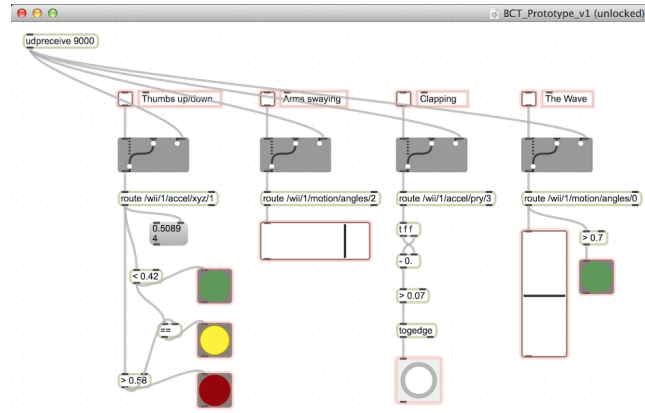 BCT_Prototype_v1 (unlocked)
udpreceive 9000
Thumbs up/down
Arms swaying
Clapping
The Wave
route /wii/1/accel/xyz/1
route /wii/1/motion/angles/2
route /wii/1/accel/pry/3
route /wii/1/motion/angles/0
0.5089
4
t f f
> 0.7
- 0.
< 0.42
> 0.07
==
togedge
> 0.58